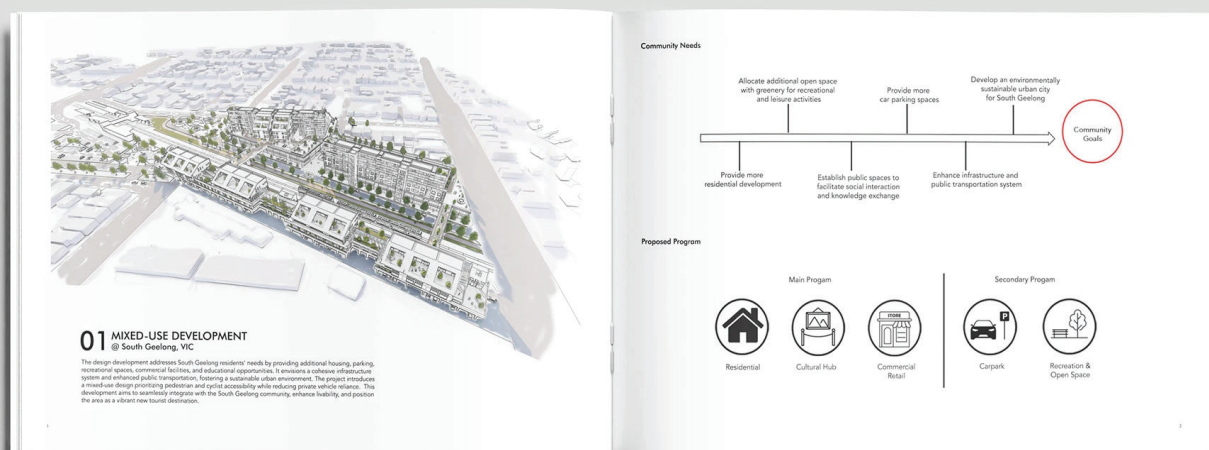 01 MIXED-USE DEVELOPMENT
@ South Geelong, VIC
The design development addresses South Geelong residents' needs by providing additional housing, parking,
recreational spaces, commercial facilities, and educational opportunities. It envisions a cohesive infrastructure
system and enhanced public transportation, fostering a sustainable urban environment. The project introduces
a mixed-use design prioritizing pedestrian and cyclist accessibility while reducing private vehicle reliance. This
development aims to seamlessly integrate with the South Geelong community, enhance livability, and position
the area as a vibrant new tourist destination.
Community Needs
Allocate additional open space
with greenery for recreational
and leisure activities
Provide more
car parking spaces
Develop an environmentally
sustainable urban city
for South Geelong
Community
Goals
Provide more
residential development
Establish public spaces to
facilitate social interaction
and knowledge exchange
Enhance infrastructure and
public transportation system
Proposed Program
Main Progam
Secondary Progam
STORE
P
Residential
Cultural Hub
Commercial
Retail
Carpark
Recreation &
Open Space